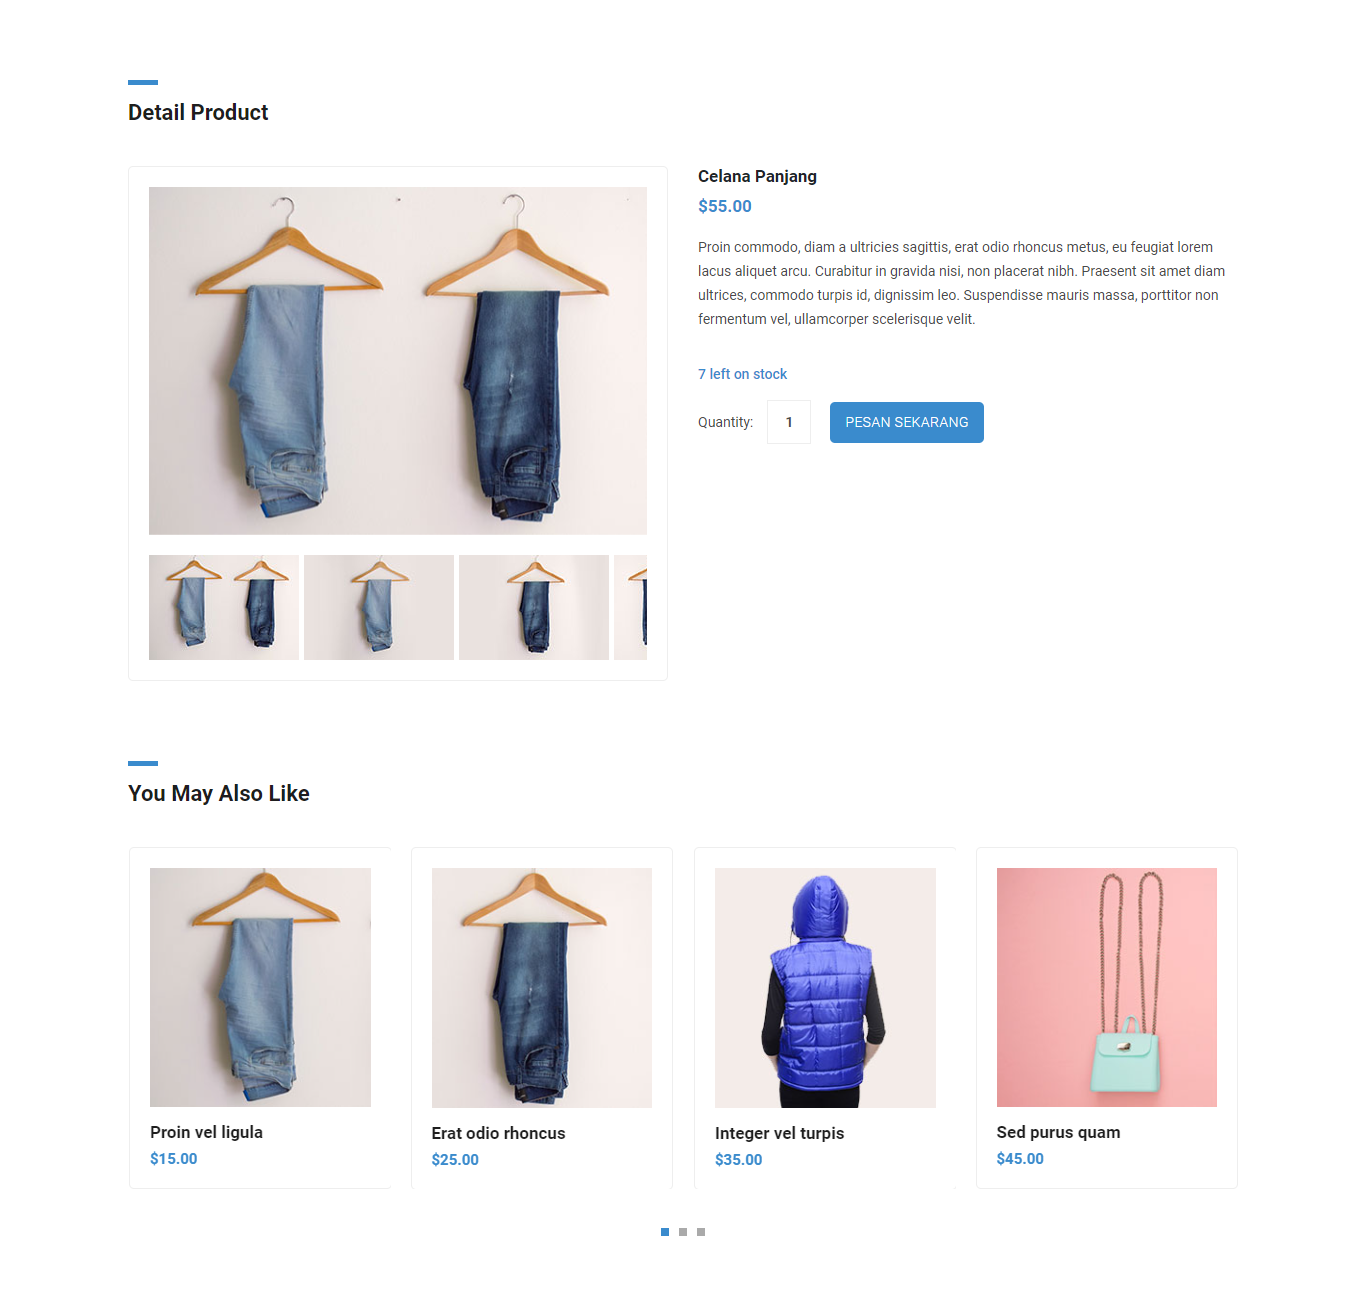 Detail Product
Celana Panjang
$55.00
Proin commodo, diam a ultricies sagittis, erat odio rhoncus metus, eu feugiat lorem
lacus aliquet arcu. Curabitur in gravida nisi, non placerat nibh. Praesent sit amet diam
ultrices, commodo turpis id, dignissim leo. Suspendisse mauris massa, porttitor non
fermentum vel, ullamcorper scelerisque velit.
7 left on stock
Quantity: 1 PESAN SEKARANG
You May Also Like
Proin vel ligula
$15.00
Erat odio rhoncus
$25.00
Integer vel turpis
$35.00
Sed purus quam
$45.00